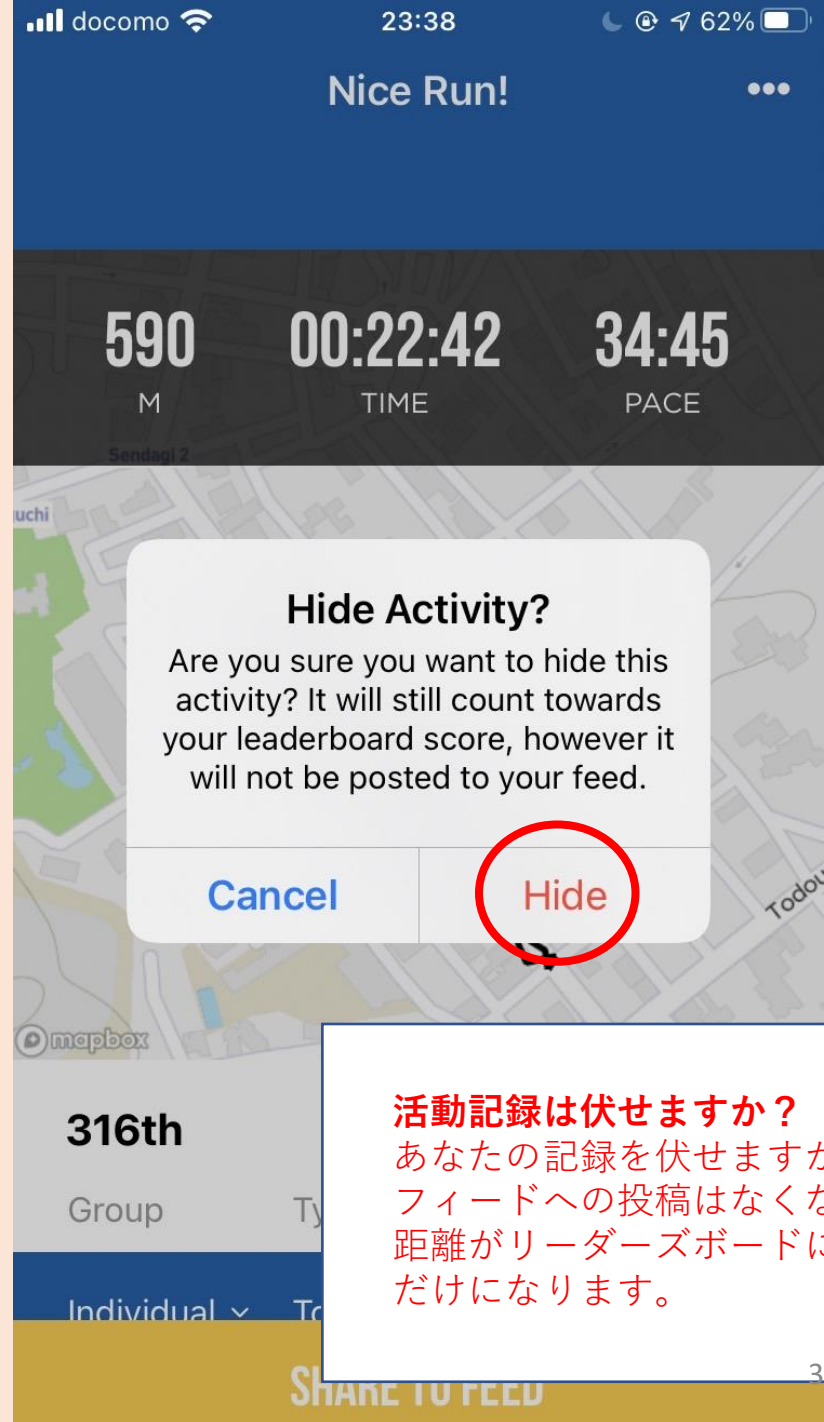 docomo 23:38 62%
Nice Run!
590 00:22:42 34:45
M TIME PACE
Sendagi 2
uchi
Hide Activity?
Are you sure you want to hide this
activity? It will still count towards
your leaderboard score, however it
will not be posted to your feed.
Cancel Hide
mapbox
316th
Group
Individual
活動記録は伏せますか？
あなたの記録を伏せますか
フィードへの投稿はなくな
距離がリーダーズボードに
だけになります。
SHARE TO FEED
3